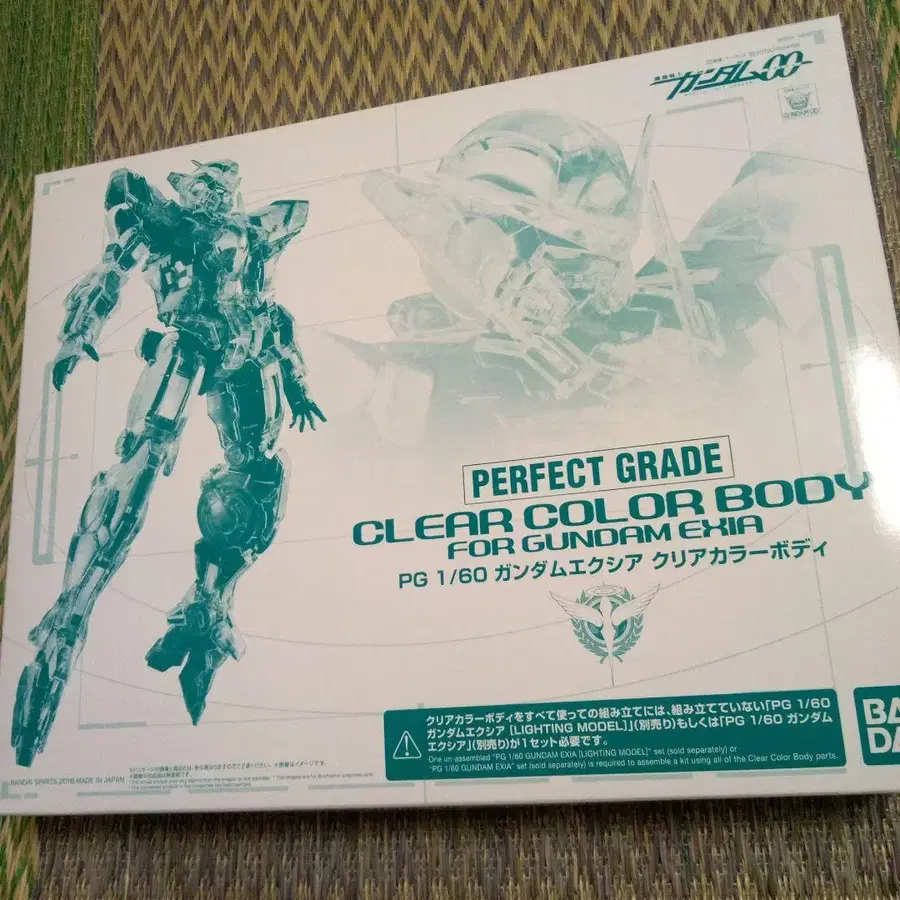 機動戦士
ガンダム00
GUNDAM 00
PERFECT GRADE
CLEAR COLOR BODY
FOR GUNDAM EXIA
PG 1/60 ガンダムエクシア クリアカラーボディ
クリアカラーボディをすべて使っての組み立てには、組み立てていない「PG 1/60
ガンダムエクシア [LIGHTING MODEL]」(別売り)もしくは「PG 1/60 ガンダム
エクシア」(別売り)が1セット必要です。
One un-assembled "PG 1/60 GUNDAM EXIA [LIGHTING MODEL]" set (sold separately) or
"PG 1/60 GUNDAM EXIA" set (sold separately) is required to assemble a kit using all of the Clear Color Body parts.
BA
DA
BANDAI SPIRITS 2018 MADE IN JAPAN